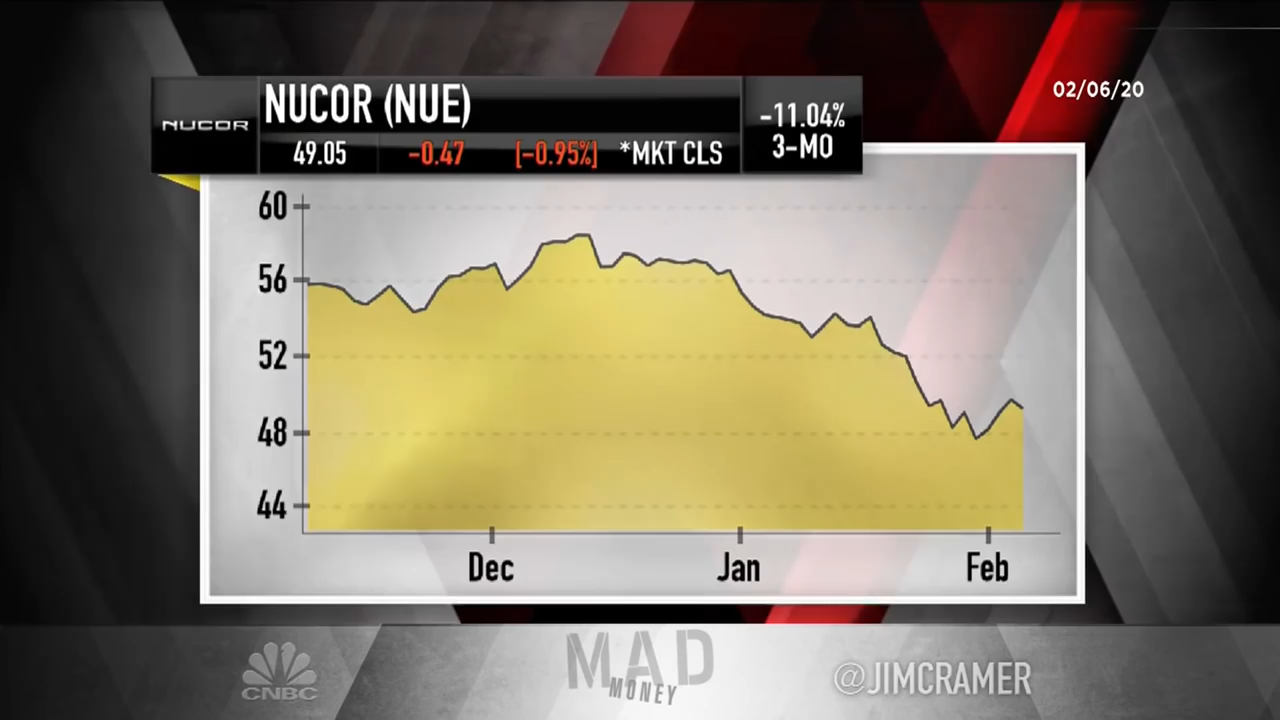 02/06/20
NUCOR
NUCOR (NUE)
49.05 -0.47 [-0.95%] *MKT CLS
-11.04%
3-MO
60
56
52
48
44
Dec Jan Feb
CNBC
MAD
MONEY
@JIMCRAMER